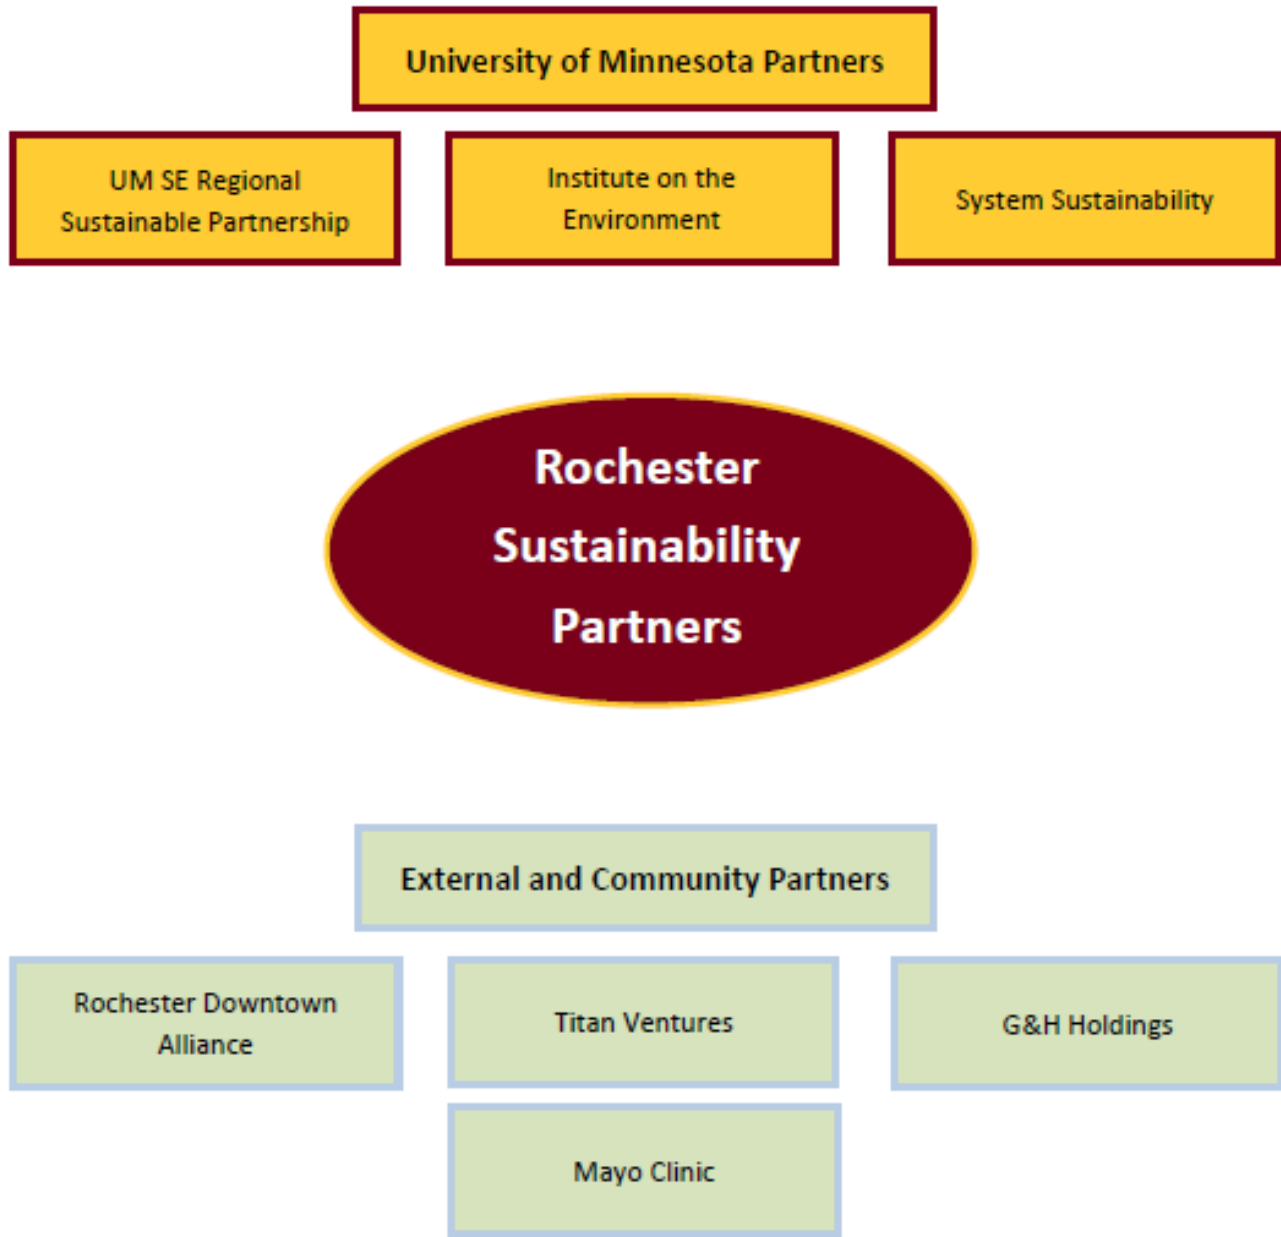 University of Minnesota Partners
UM SE Regional
Sustainable Partnership
Institute on the
Environment
System Sustainability
Rochester
Sustainability
Partners
External and Community Partners
Rochester Downtown
Alliance
Titan Ventures
G&H Holdings
Mayo Clinic